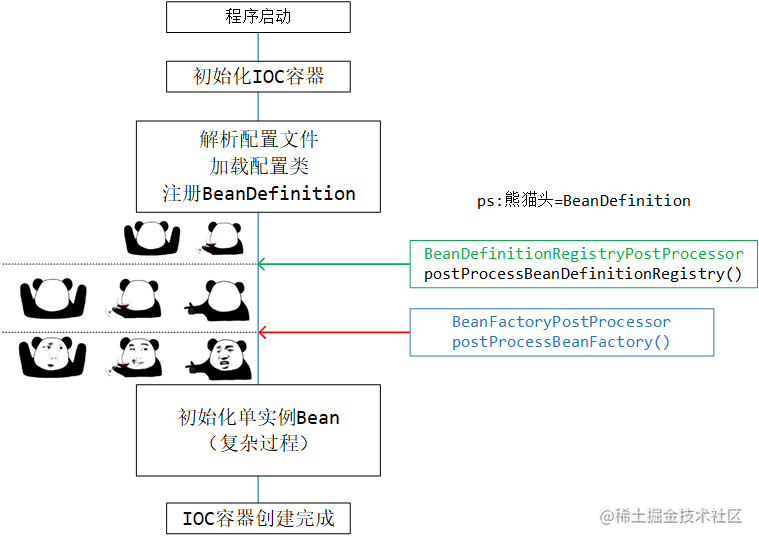 程序启动
初始化IOC容器
解析配置文件
加载配置类
注册BeanDefinition
ps:熊猫头=BeanDefinition
BeanDefinitionRegistryPostProcessor
postProcessBeanDefinitionRegistry()
BeanFactoryPostProcessor
postProcessBeanFactory()
初始化单实例Bean
（复杂过程）
IOC容器创建完成
@稀土掘金技术社区